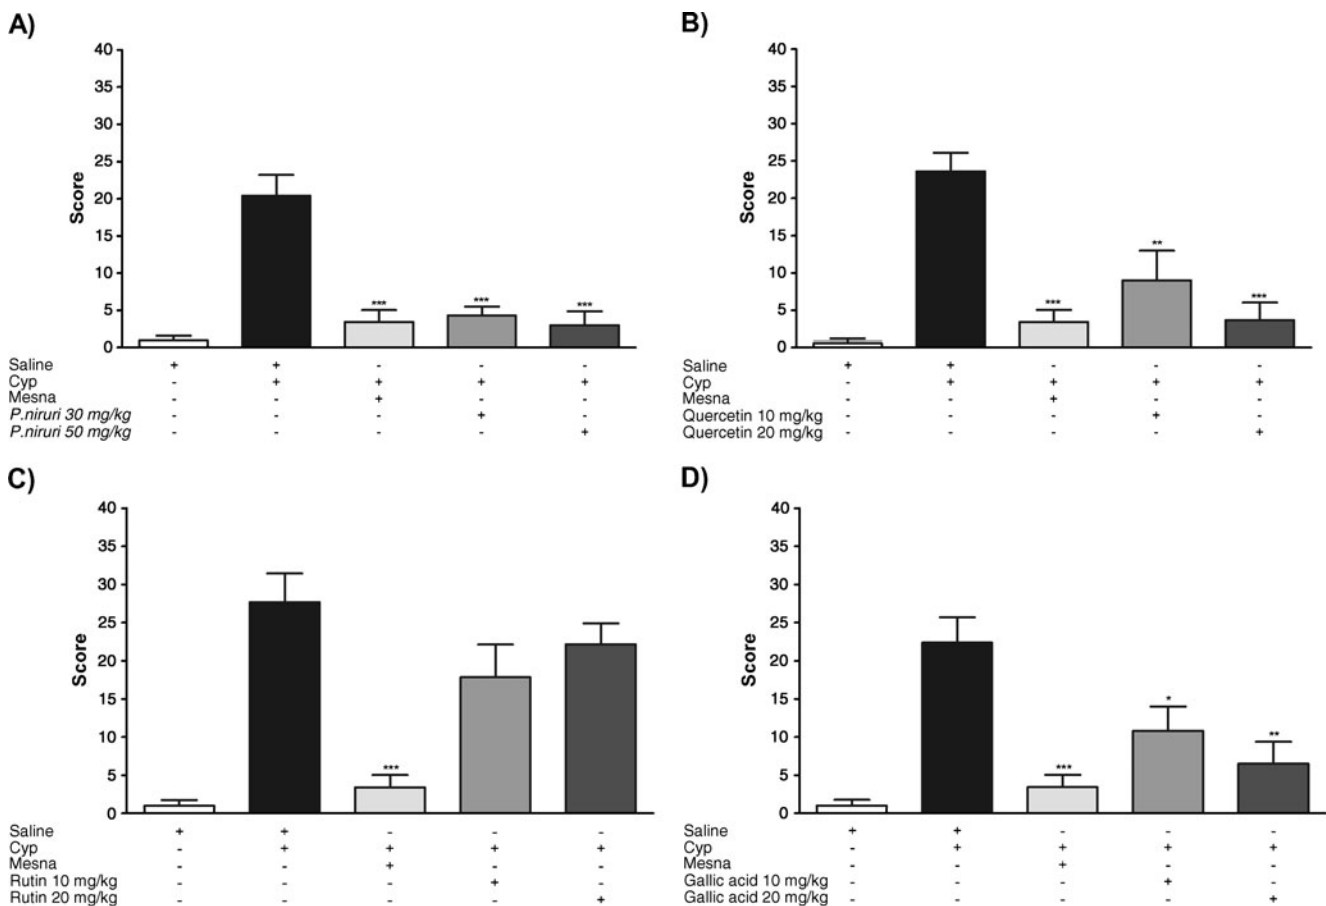 A)
40
35
30
25
20
15
10
5
0
Score
***
***
***
Saline + + - - -
Cyp - + + + +
Mesna - - + - -
P.niruri 30 mg/kg - - - + -
P.niruri 50 mg/kg - - - - +
B)
40
35
30
25
20
15
10
5
0
Score
***
**
***
Saline + + - - -
Cyp - + + + +
Mesna - - + - -
Quercetin 10 mg/kg - - - + -
Quercetin 20 mg/kg - - - - +
C)
40
35
30
25
20
15
10
5
0
Score
***
Saline + + - - -
Cyp - + + + +
Mesna - - + - -
Rutin 10 mg/kg - - - + -
Rutin 20 mg/kg - - - - +
D)
40
35
30
25
20
15
10
5
0
Score
***
*
**
Saline + + - - -
Cyp - + + + +
Mesna - - + - -
Gallic acid 10 mg/kg - - - + -
Gallic acid 20 mg/kg - - - - +